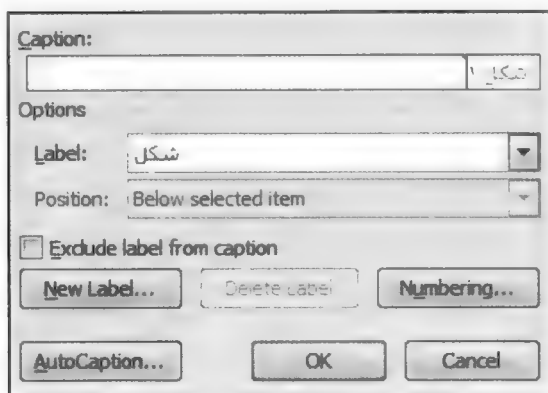 Caption:
شكل ١
Options
Label: شكل
Position: Below selected item
Exclude label from caption
New Label... Delete Label Numbering...
AutoCaption... OK Cancel